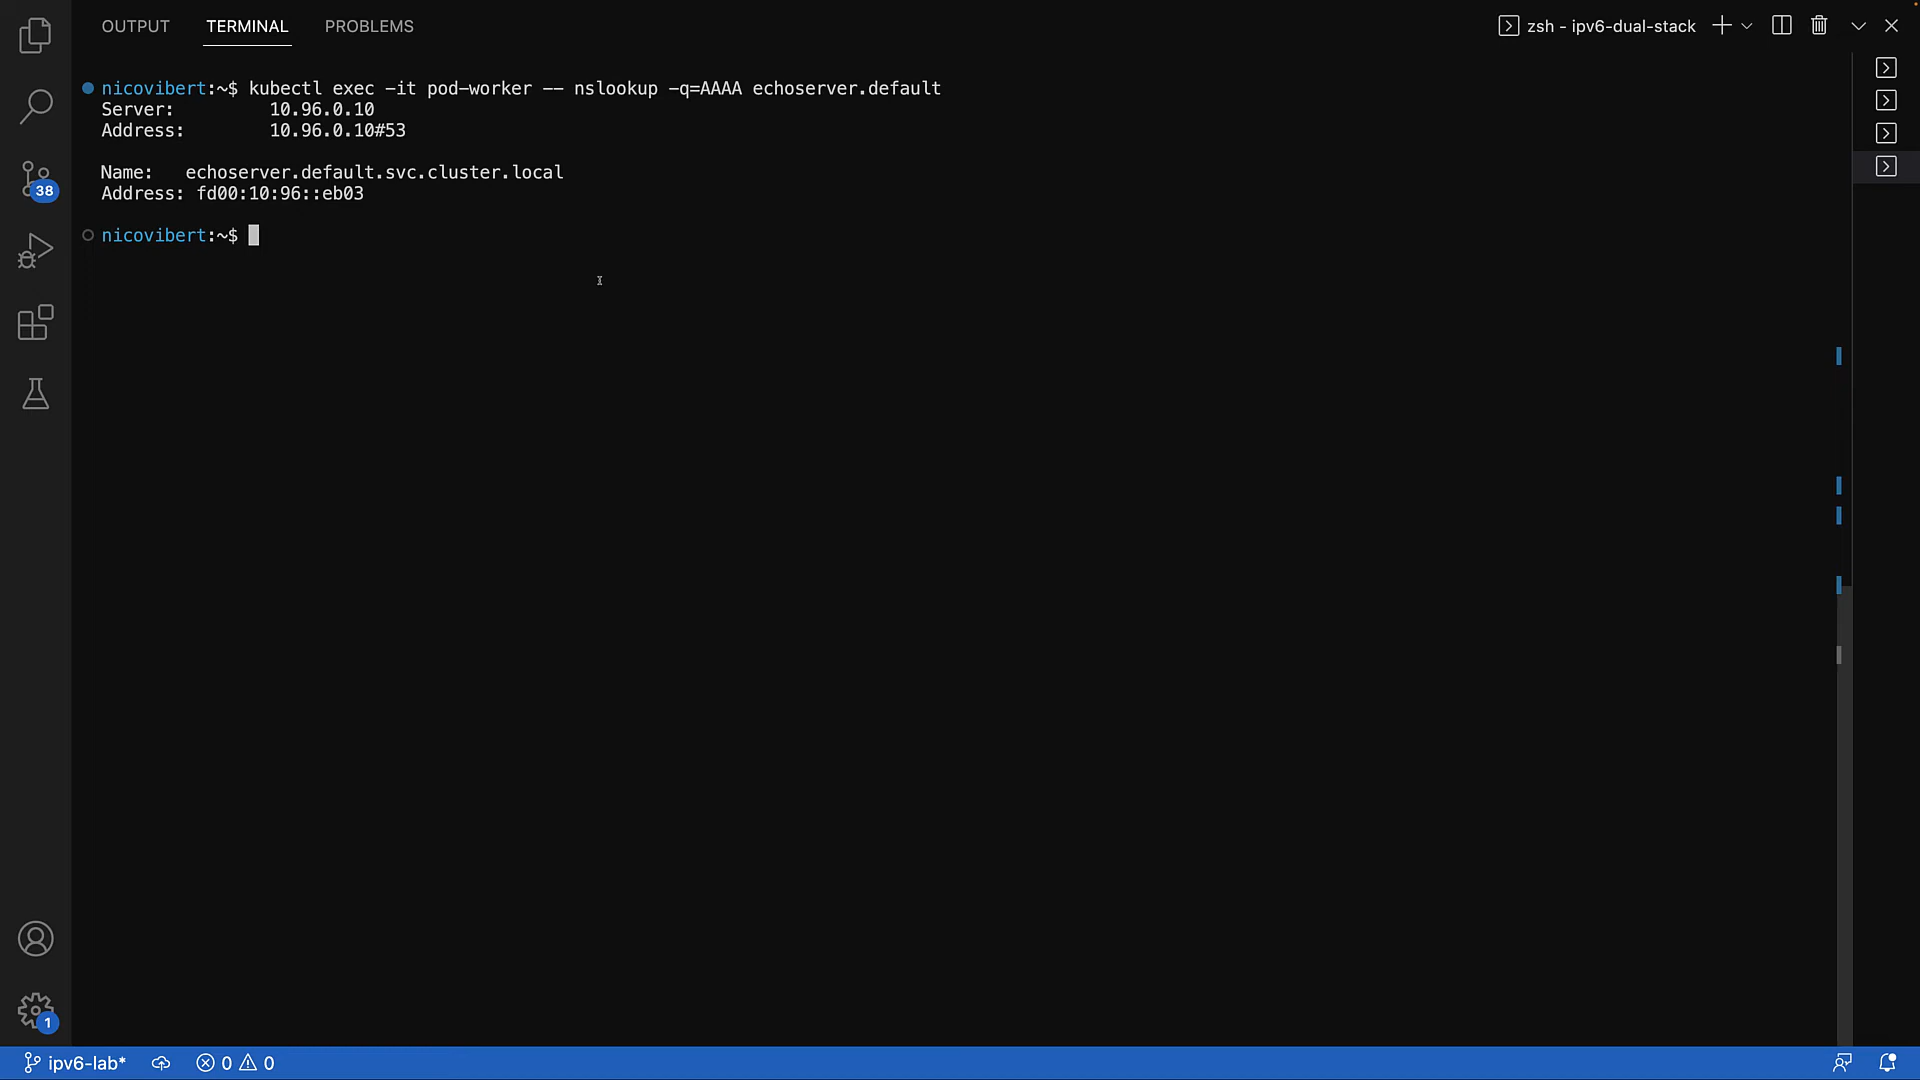 OUTPUT TERMINAL PROBLEMS zsh - ipv6-dual-stack
nicovibert:~$ kubectl exec -it pod-worker -- nslookup -q=AAAA echoserver.default
Server: 10.96.0.10
Address: 10.96.0.10#53
Name: echoserver.default.svc.cluster.local
Address: fd00:10:96::eb03
nicovibert:~$
38
1
ipv6-lab* 0 0